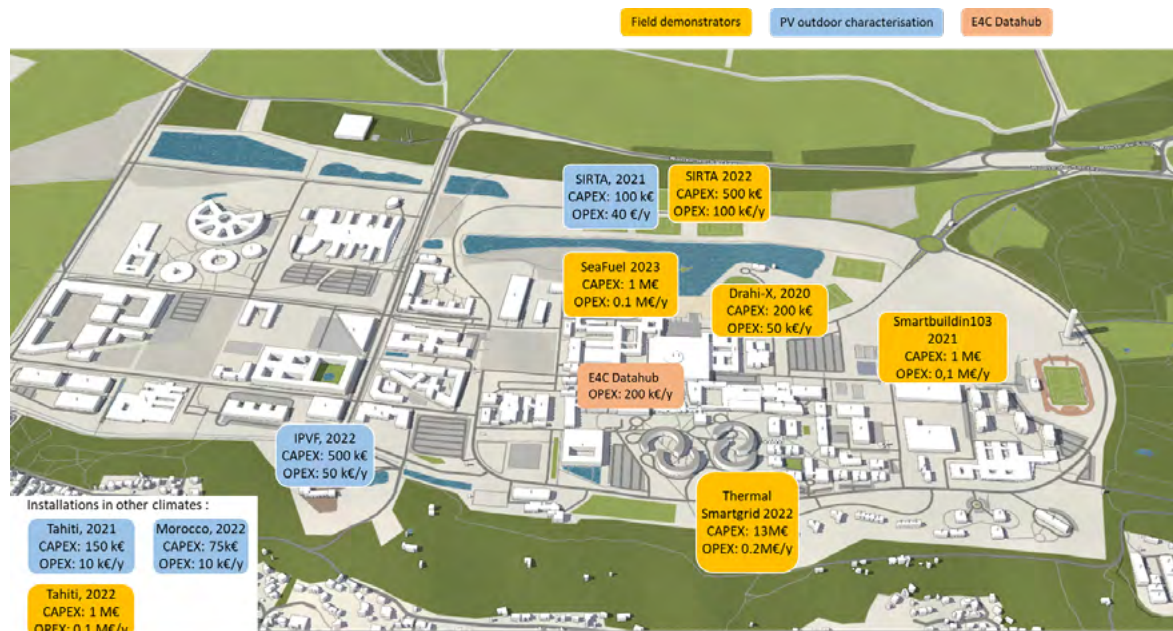 Field demonstrators
PV outdoor characterisation
E4C Datahub
SIRTA, 2021
CAPEX: 100 k€
OPEX: 40 €/y
SIRTA 2022
CAPEX: 500 k€
OPEX: 100 k€/y
SeaFuel 2023
CAPEX: 1 M€
OPEX: 0.1 M€/y
Drahi-X, 2020
CAPEX: 200 k€
OPEX: 50 k€/y
Smartbuildin103
2021
CAPEX: 1 M€
OPEX: 0,1 M€/y
E4C Datahub
OPEX: 200 k€/y
IPVF, 2022
CAPEX: 500 k€
OPEX: 50 k€/y
Thermal
Smartgrid 2022
CAPEX: 13M€
OPEX: 0.2M€/y
Installations in other climates :
Tahiti, 2021
CAPEX: 150 k€
OPEX: 10 k€/y
Morocco, 2022
CAPEX: 75k€
OPEX: 10 k€/y
Tahiti, 2022
CAPEX: 1 M€
OPEX: 0.1 M€/y